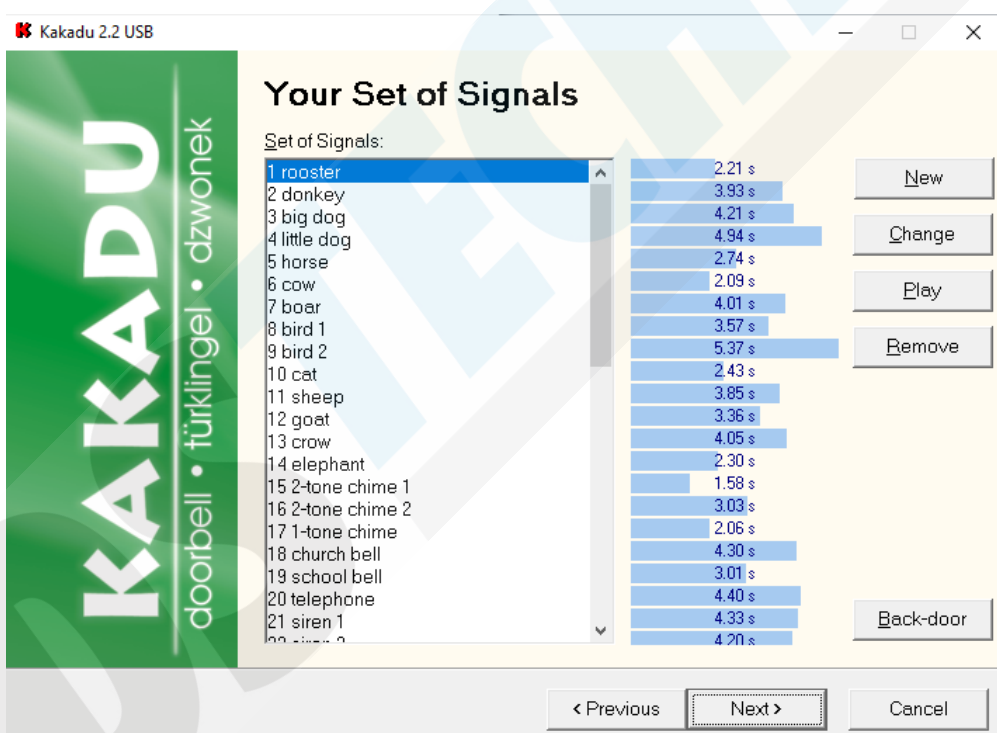 Kakadu 2.2 USB
KAKADU
doorbell • türklingel • dzwonek
Your Set of Signals
Set of Signals:
1 rooster 2.21 s
2 donkey 3.93 s
3 big dog 4.21 s
4 little dog 4.94 s
5 horse 2.74 s
6 cow 2.09 s
7 boar 4.01 s
8 bird 1 3.57 s
9 bird 2 5.37 s
10 cat 2.43 s
11 sheep 3.85 s
12 goat 3.36 s
13 crow 4.05 s
14 elephant 2.30 s
15 2-tone chime 1 1.58 s
16 2-tone chime 2 3.03 s
17 1-tone chime 2.06 s
18 church bell 4.30 s
19 school bell 3.01 s
20 telephone 4.40 s
21 siren 1 4.33 s
22 siren 2 4.20 s
New
Change
Play
Remove
Back-door
< Previous
Next >
Cancel